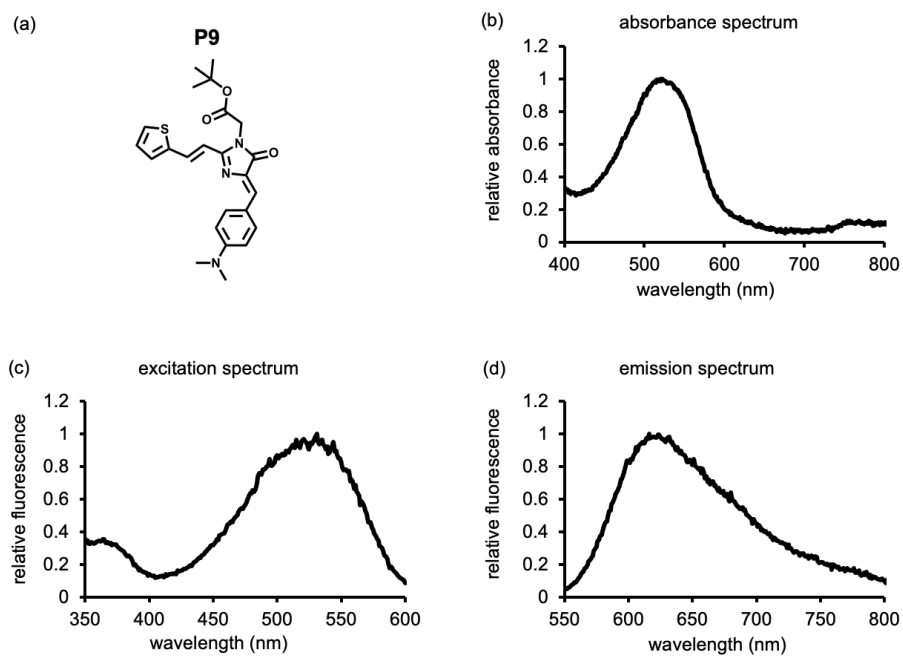 (a)
P9
O
O
N
O
S
N
N
(b)
absorbance spectrum
relative absorbance
1.2
1
0.8
0.6
0.4
0.2
0
400 500 600 700 800
wavelength (nm)
(c)
excitation spectrum
relative fluorescence
1.2
1
0.8
0.6
0.4
0.2
0
350 400 450 500 550 600
wavelength (nm)
(d)
emission spectrum
relative fluorescence
1.2
1
0.8
0.6
0.4
0.2
0
550 600 650 700 750 800
wavelength (nm)